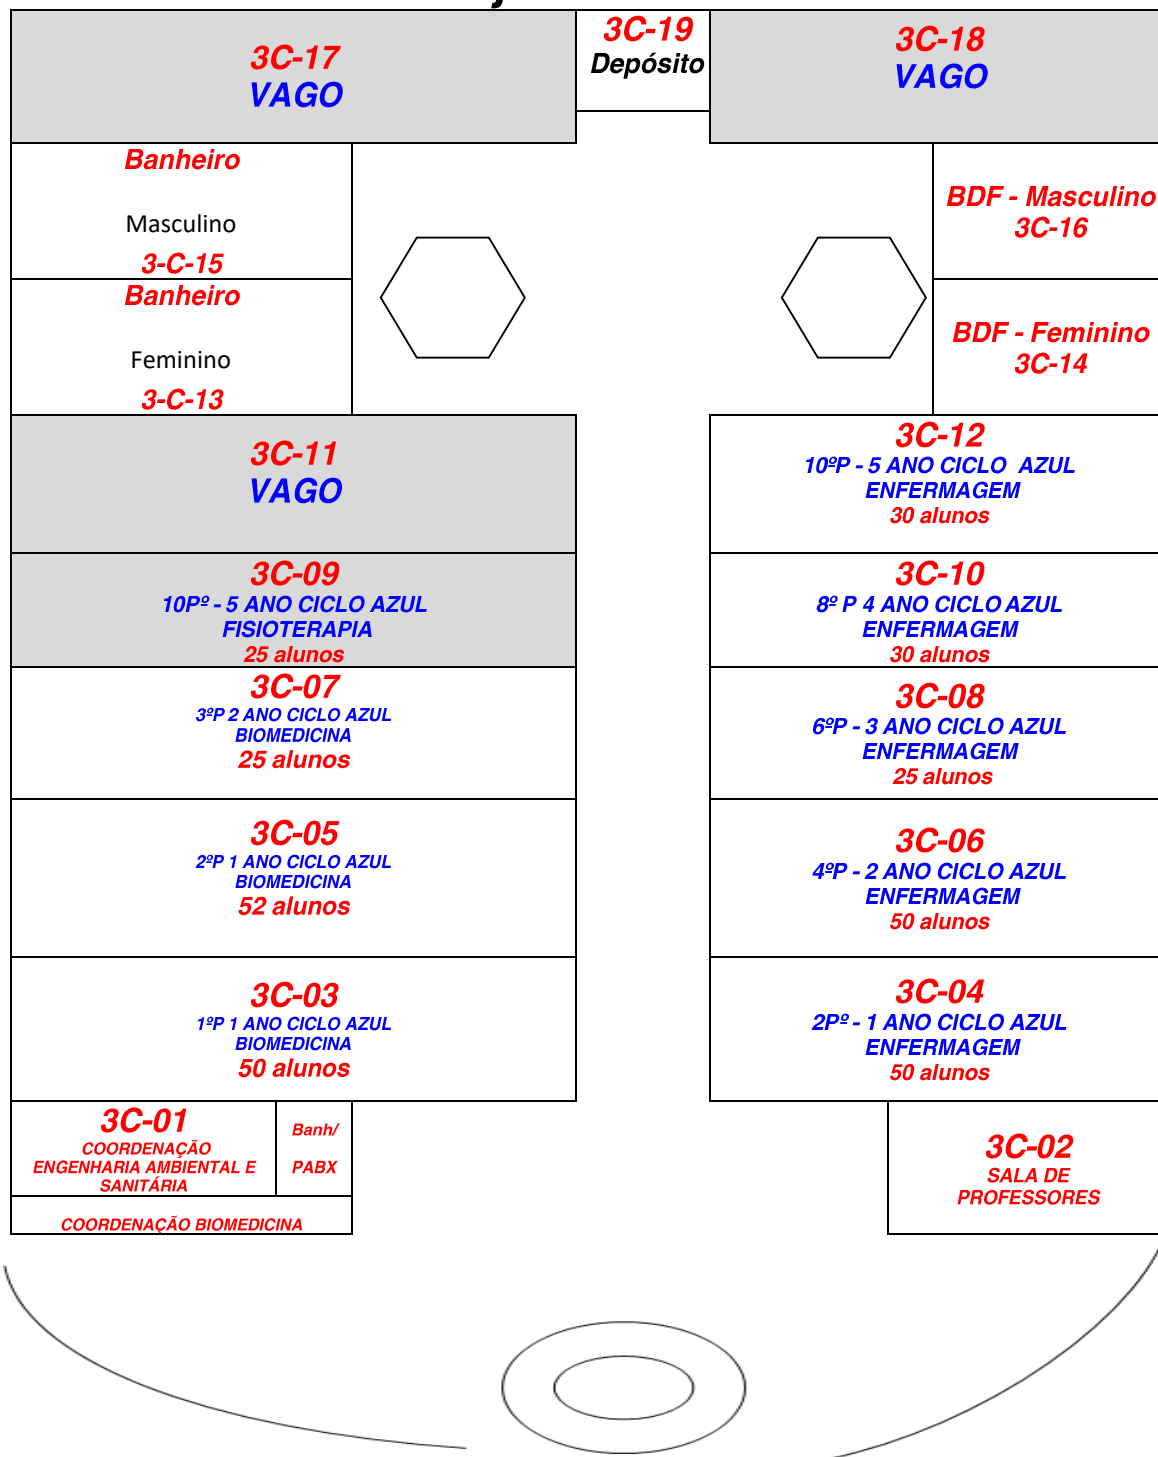 3C-17
VAGO
3C-19
Depósito
3C-18
VAGO
Banheiro
Masculino
3-C-15
BDF - Masculino
3C-16
Banheiro
Feminino
3-C-13
BDF - Feminino
3C-14
3C-11
VAGO
3C-12
10ºP - 5 ANO CICLO AZUL
ENFERMAGEM
30 alunos
3C-09
10Pº - 5 ANO CICLO AZUL
FISIOTERAPIA
25 alunos
3C-10
8º P 4 ANO CICLO AZUL
ENFERMAGEM
30 alunos
3C-07
3ºP 2 ANO CICLO AZUL
BIOMEDICINA
25 alunos
3C-08
6ºP - 3 ANO CICLO AZUL
ENFERMAGEM
25 alunos
3C-05
2ºP 1 ANO CICLO AZUL
BIOMEDICINA
52 alunos
3C-06
4ºP - 2 ANO CICLO AZUL
ENFERMAGEM
50 alunos
3C-03
1ºP 1 ANO CICLO AZUL
BIOMEDICINA
50 alunos
3C-04
2Pº - 1 ANO CICLO AZUL
ENFERMAGEM
50 alunos
3C-01
COORDENAÇÃO
ENGENHARIA AMBIENTAL E
SANITÁRIA
Banh/
PABX
COORDENAÇÃO BIOMEDICINA
3C-02
SALA DE
PROFESSORES